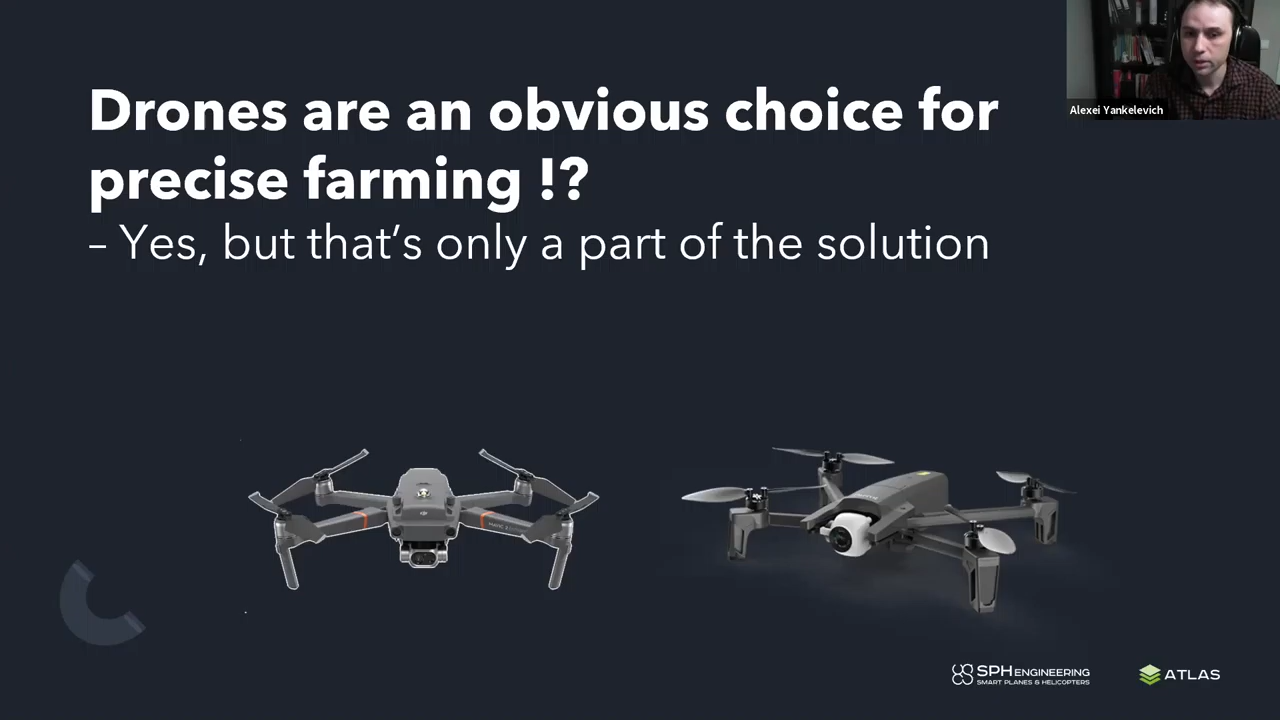 Drones are an obvious choice for
precise farming !?
– Yes, but that's only a part of the solution
Alexei Yankelevich
SPH ENGINEERING
SMART PLANES & HELICOPTERS
ATLAS